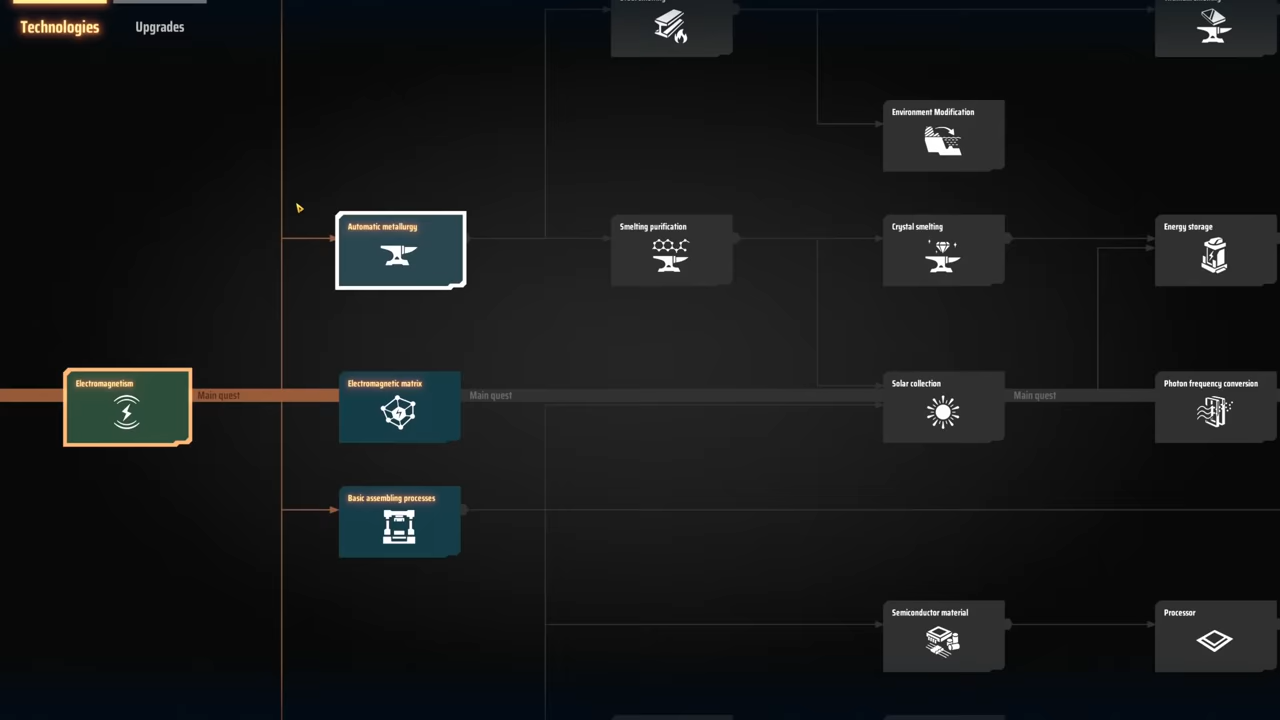 Technologies
Upgrades
Environment Modification
Automatic metallurgy
Smelting purification
Crystal smelting
Energy storage
Electromagnetism
Main quest
Electromagnetic matrix
Main quest
Solar collection
Main quest
Photon frequency conversion
Basic assembling processes
Semiconductor material
Processor